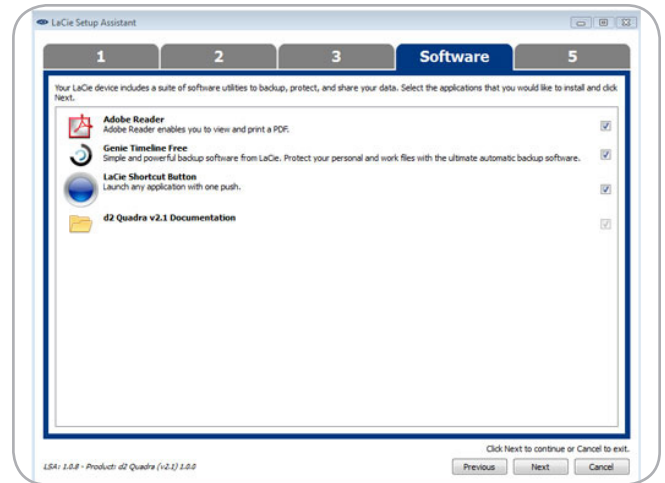 LaCie Setup Assistant
1 2 3 Software 5
Your LaCie device includes a suite of software utilities to backup, protect, and share your data. Select the applications that you would like to install and click
Next.
Adobe Reader
Adobe Reader enables you to view and print a PDF.
Genie Timeline Free
Simple and powerful backup software from LaCie. Protect your personal and work files with the ultimate automatic backup software.
LaCie Shortcut Button
Launch any application with one push.
d2 Quadra v2.1 Documentation
Click Next to continue or Cancel to exit.
LSA: 1.0.8 - Product: d2 Quadra (v2.1) 1.0.0
Previous Next Cancel